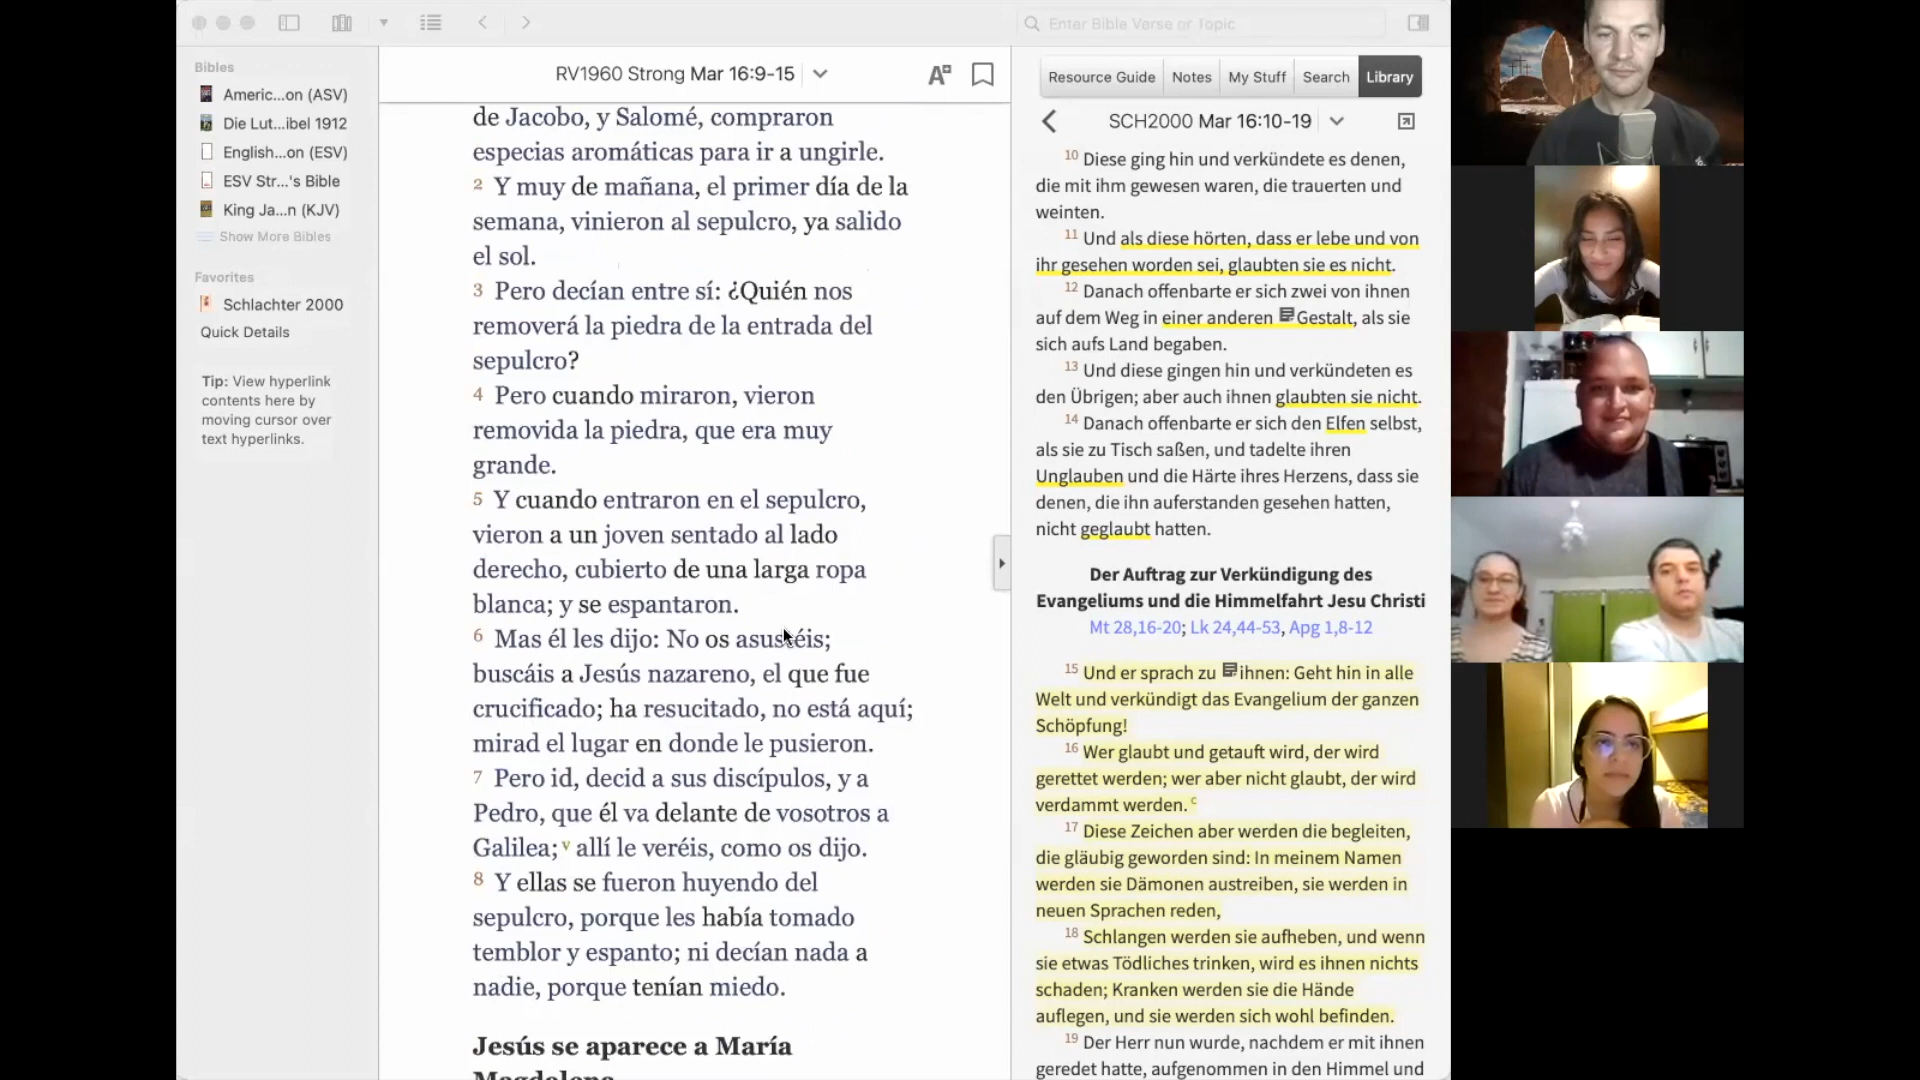 Enter Bible Verse or Topic
Bibles
Americ...on (ASV)
Die Lut...ibel 1912
English...on (ESV)
ESV Str...'s Bible
King Ja...n (KJV)
Show More Bibles
Favorites
Schlachter 2000
Quick Details
Tip: View hyperlink
contents here by
moving cursor over
text hyperlinks.
RV1960 Strong Mar 16:9-15
de Jacobo, y Salomé, compraron
especias aromáticas para ir a ungirle.
2 Y muy de mañana, el primer día de la
semana, vinieron al sepulcro, ya salido
el sol.
3 Pero decían entre sí: ¿Quién nos
removerá la piedra de la entrada del
sepulcro?
4 Pero cuando miraron, vieron
removida la piedra, que era muy
grande.
5 Y cuando entraron en el sepulcro,
vieron a un joven sentado al lado
derecho, cubierto de una larga ropa
blanca; y se espantaron.
6 Mas él les dijo: No os asustéis;
buscáis a Jesús nazareno, el que fue
crucificado; ha resucitado, no está aquí;
mirad el lugar en donde le pusieron.
7 Pero id, decid a sus discípulos, y a
Pedro, que él va delante de vosotros a
Galilea;v allí le veréis, como os dijo.
8 Y ellas se fueron huyendo del
sepulcro, porque les había tomado
temblor y espanto; ni decían nada a
nadie, porque tenían miedo.
Jesús se aparece a María
Magdalena
Resource Guide
Notes
My Stuff
Search
Library
SCH2000 Mar 16:10-19
10 Diese ging hin und verkündete es denen,
die mit ihm gewesen waren, die trauerten und
weinten.
11 Und als diese hörten, dass er lebe und von
ihr gesehen worden sei, glaubten sie es nicht.
12 Danach offenbarte er sich zwei von ihnen
auf dem Weg in einer anderen Gestalt, als sie
sich aufs Land begaben.
13 Und diese gingen hin und verkündeten es
den Übrigen; aber auch ihnen glaubten sie nicht.
14 Danach offenbarte er sich den Elfen selbst,
als sie zu Tisch saßen, und tadelte ihren
Unglauben und die Härte ihres Herzens, dass sie
denen, die ihn auferstanden gesehen hatten,
nicht geglaubt hatten.
Der Auftrag zur Verkündigung des
Evangeliums und die Himmelfahrt Jesu Christi
Mt 28,16-20; Lk 24,44-53, Apg 1,8-12
15 Und er sprach zu ihnen: Geht hin in alle
Welt und verkündigt das Evangelium der ganzen
Schöpfung!
16 Wer glaubt und getauft wird, der wird
gerettet werden; wer aber nicht glaubt, der wird
verdammt werden. c
17 Diese Zeichen aber werden die begleiten,
die gläubig geworden sind: In meinem Namen
werden sie Dämonen austreiben, sie werden in
neuen Sprachen reden,
18 Schlangen werden sie aufheben, und wenn
sie etwas Tödliches trinken, wird es ihnen nichts
schaden; Kranken werden sie die Hände
auflegen, und sie werden sich wohl befinden.
19 Der Herr nun wurde, nachdem er mit ihnen
geredet hatte, aufgenommen in den Himmel und